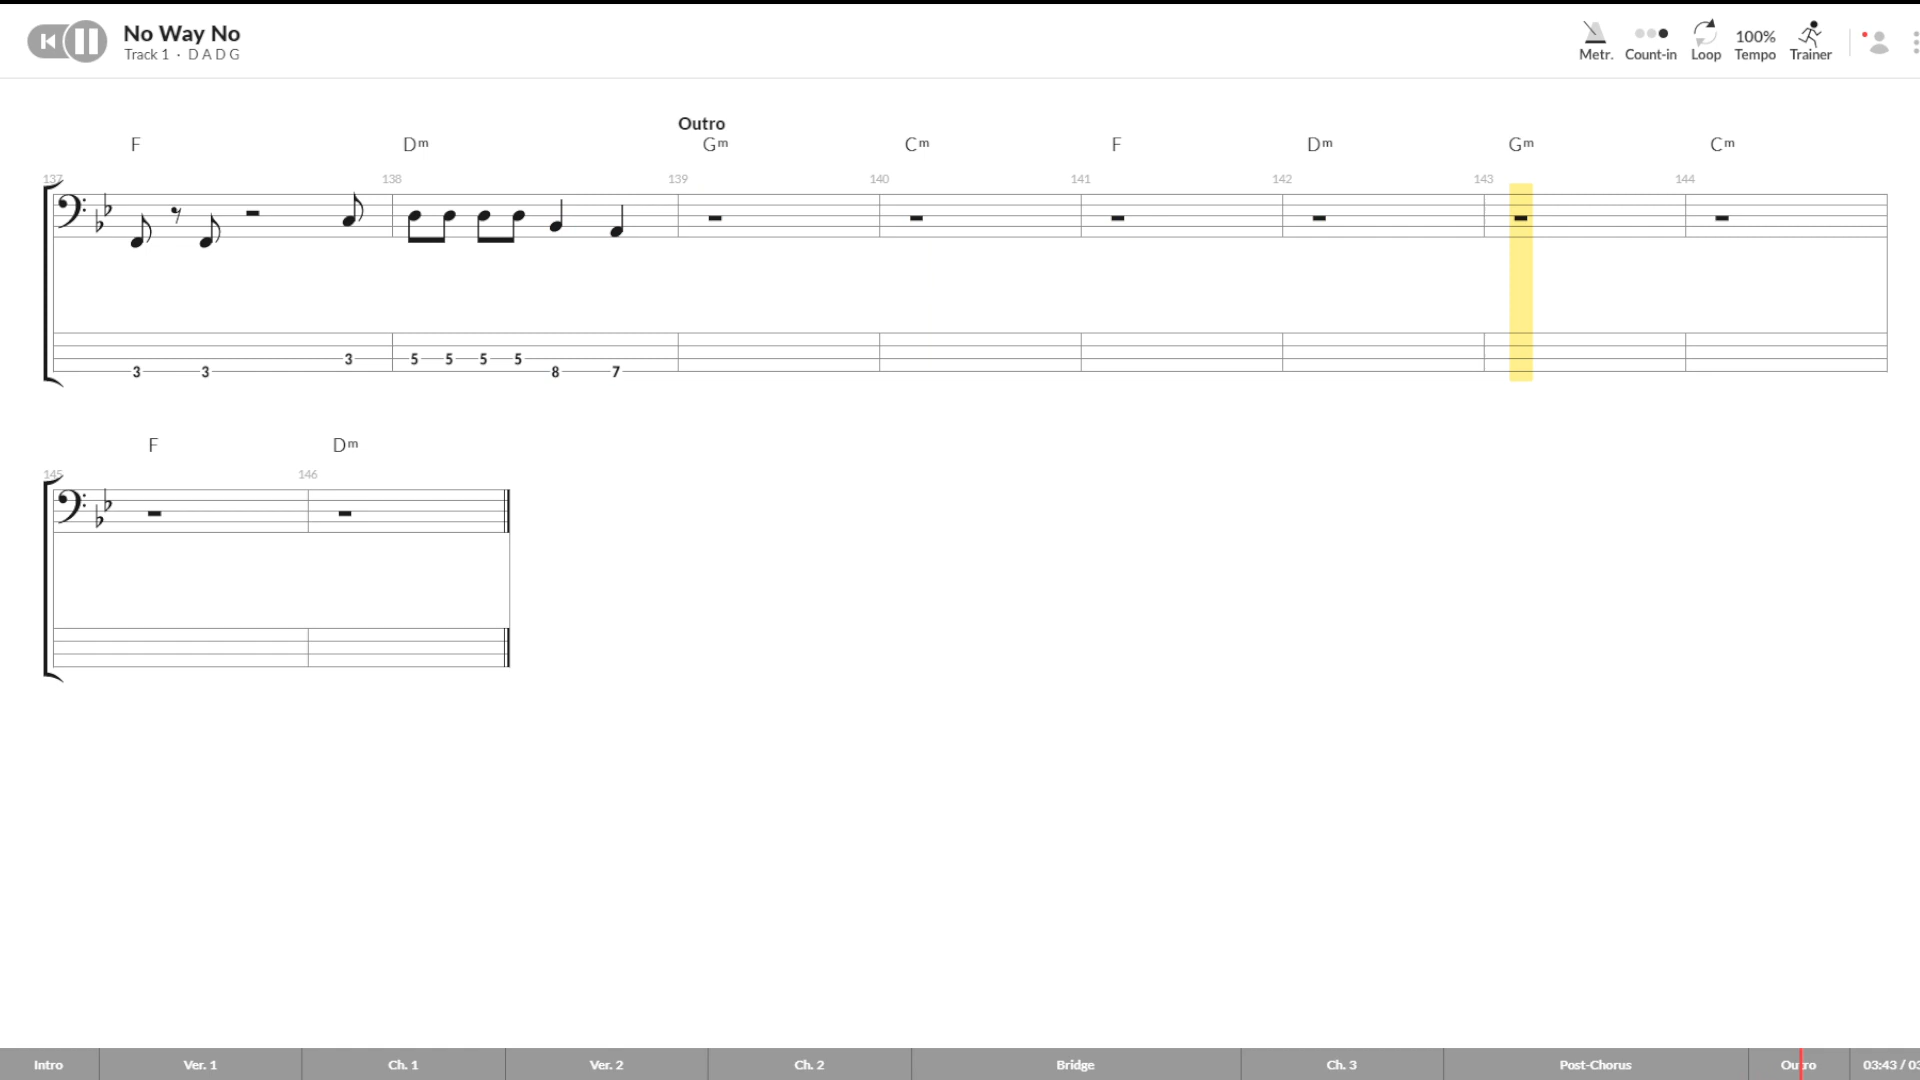 No Way No
Track 1 · D A D G
Metr. Count-in Loop 100% Tempo Trainer
Outro
F Dm Gm Cm F Dm Gm Cm
137 138 139 140 141 142 143 144
3 5 5 5 5
3 3 8 7
F Dm
145 146
Intro Ver. 1 Ch. 1 Ver. 2 Ch. 2 Bridge Ch. 3 Post-Chorus Outro 03:43 / 03